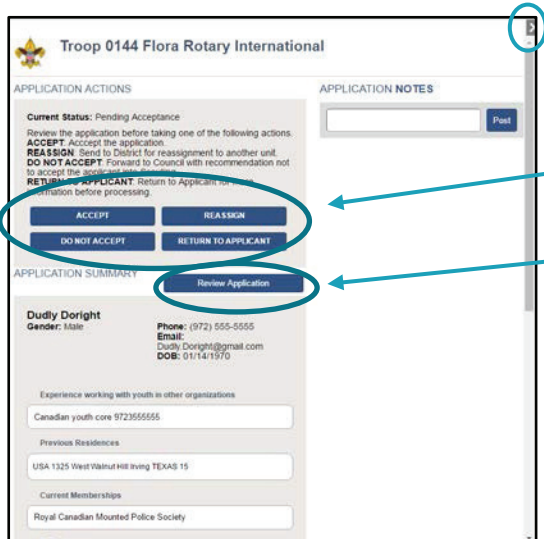 Troop 0144 Flora Rotary International
APPLICATION ACTIONS
Current Status: Pending Acceptance
Review the application before taking one of the following actions.
ACCEPT: Acccept the application.
REASSIGN: Send to District for reassignment to another unit.
DO NOT ACCEPT: Forward to Council with recommendation not
to accept the applicant into Scouting.
RETURN TO APPLICANT: Return to Applicant for more
information before processing.
ACCEPT
REASSIGN
DO NOT ACCEPT
RETURN TO APPLICANT
APPLICATION NOTES
Post
APPLICATION SUMMARY
Review Application
Dudly Doright
Gender: Male
Phone: (972) 555-5555
Email:
Dudly.Doright@gmail.com
DOB: 01/14/1970
Experience working with youth in other organizations
Canadian youth core 9723555555
Previous Residences
USA 1325 West Walnut Hill Irving TEXAS 15
Current Memberships
Royal Canadian Mounted Police Society